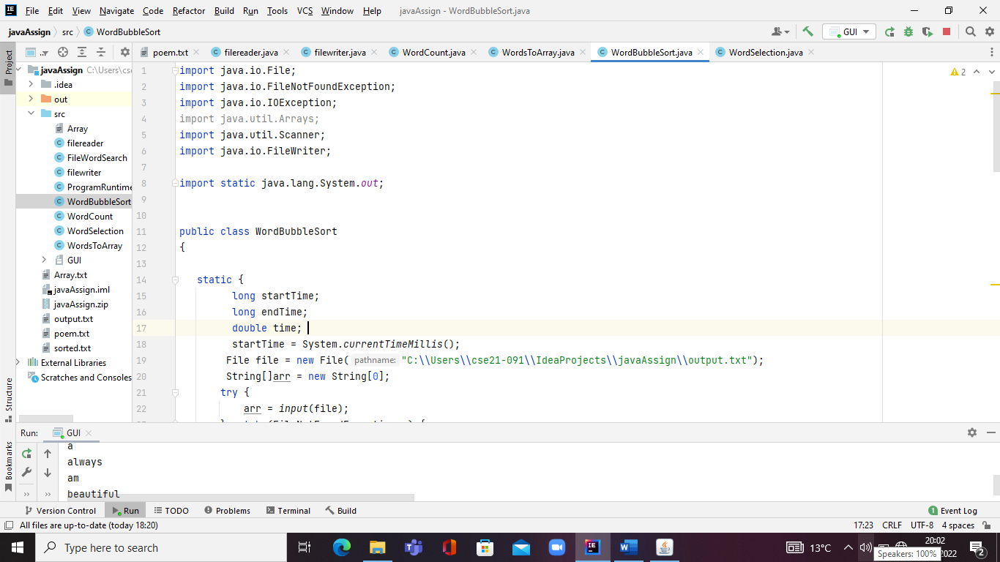 File Edit View Navigate Code Refactor Build Run Tools VCS Window Help javaAssign - WordBubbleSort.java
javaAssign src WordBubbleSort GUI
Project
poem.txt filereader.java filewriter.java WordCount.java WordsToArray.java WordBubbleSort.java WordSelection.java
javaAssign C:\Users\cs
.idea
out
src
Array
filereader
FileWordSearch
filewriter
ProgramRuntime
WordBubbleSort
WordCount
WordSelection
WordsToArray
GUI
Array.txt
javaAssign.iml
javaAssign.zip
output.txt
poem.txt
sorted.txt
External Libraries
Scratches and Consoles
2
1 import java.io.File;
2 import java.io.FileNotFoundException;
3 import java.io.IOException;
4 import java.util.Arrays;
5 import java.util.Scanner;
6 import java.io.FileWriter;
7
8 import static java.lang.System.out;
9
10
11 public class WordBubbleSort
12 {
13
14 static {
15 long startTime;
16 long endTime;
17 double time;
18 startTime = System.currentTimeMillis();
19 File file = new File( pathname: "C:\\Users\\cse21-091\\IdeaProjects\\javaAssign\\output.txt");
20 String[]arr = new String[0];
21 try {
22 arr = input(file);
Structure
Bookmarks
Run: GUI
a
always
am
beautiful
Version Control Run TODO Problems Terminal Build 1 Event Log
All files are up-to-date (today 18:20) 17:23 CRLF UTF-8 4 spaces
Type here to search
13°C
20:02
2022
Speakers: 100%
2